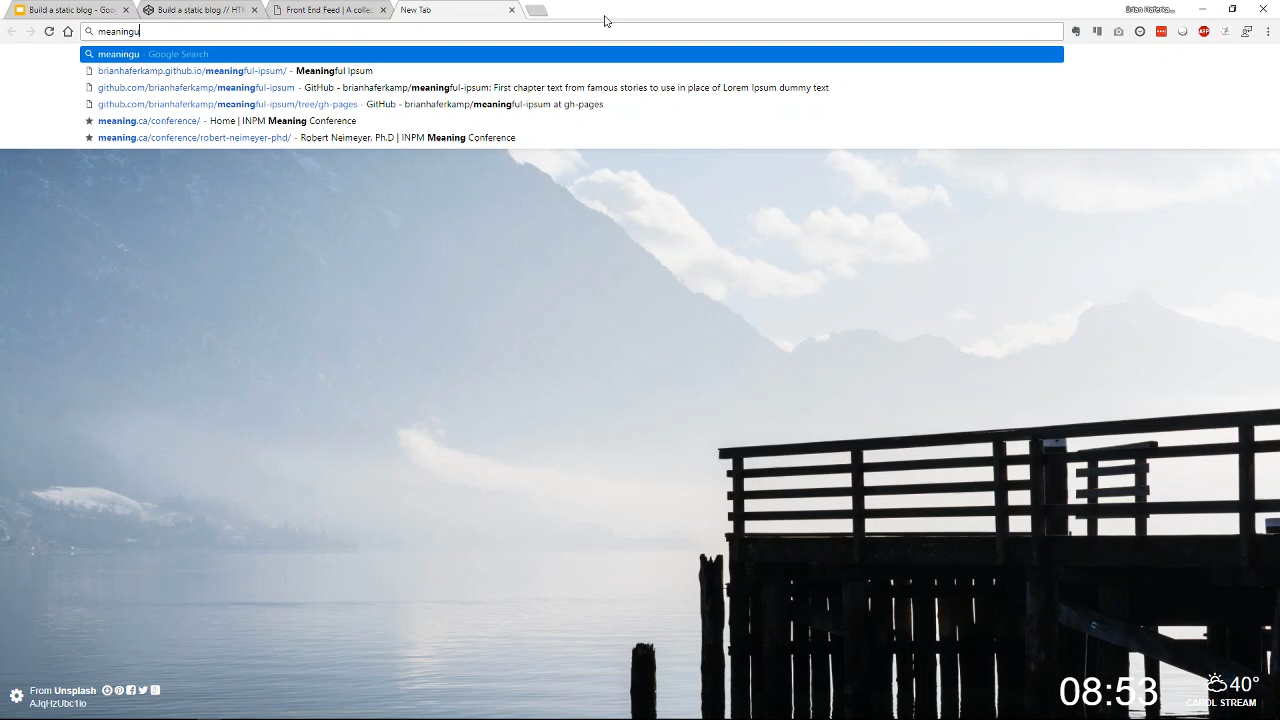 Build a static blog - Goo
Build a static blog // HTM
Front End Feed | A collec
New Tab
meaningu
meaningu - Google Search
brianhaferkamp.github.io/meaningful-ipsum/ - Meaningful Ipsum
github.com/brianhaferkamp/meaningful-ipsum - GitHub - brianhaferkamp/meaningful-ipsum: First chapter text from famous stories to use in place of Lorem Ipsum dummy text
github.com/brianhaferkamp/meaningful-ipsum/tree/gh-pages - GitHub - brianhaferkamp/meaningful-ipsum at gh-pages
meaning.ca/conference/ - Home | INPM Meaning Conference
meaning.ca/conference/robert-neimeyer-phd/ - Robert Neimeyer, Ph.D | INPM Meaning Conference
From Unsplash
08:53
40°
CAROL STREAM